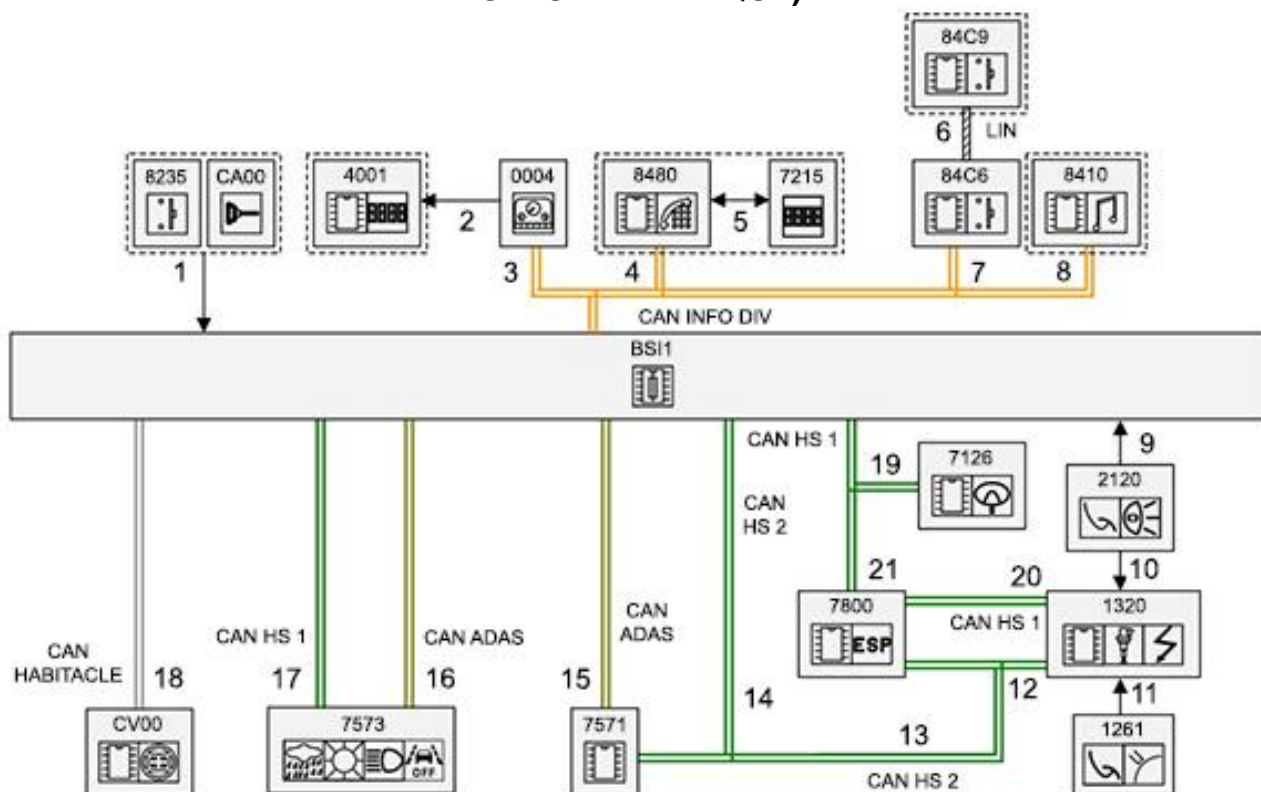 84C9
6 LIN
8235 CA00 4001 0004 8480 7215 84C6 8410
2 5
1 3 4 7 8
CAN INFO DIV
BSI1
CAN HS 1
9
19 7126
2120
CAN
HS 2
21 20 10
7800 1320
CAN HS 1
ESP
CAN
ADAS
CAN HS 1 CAN ADAS
CAN
HABITACLE
18 17 16 15 14 12 11
CV00 7573 7571 13 1261
OFF
CAN HS 2